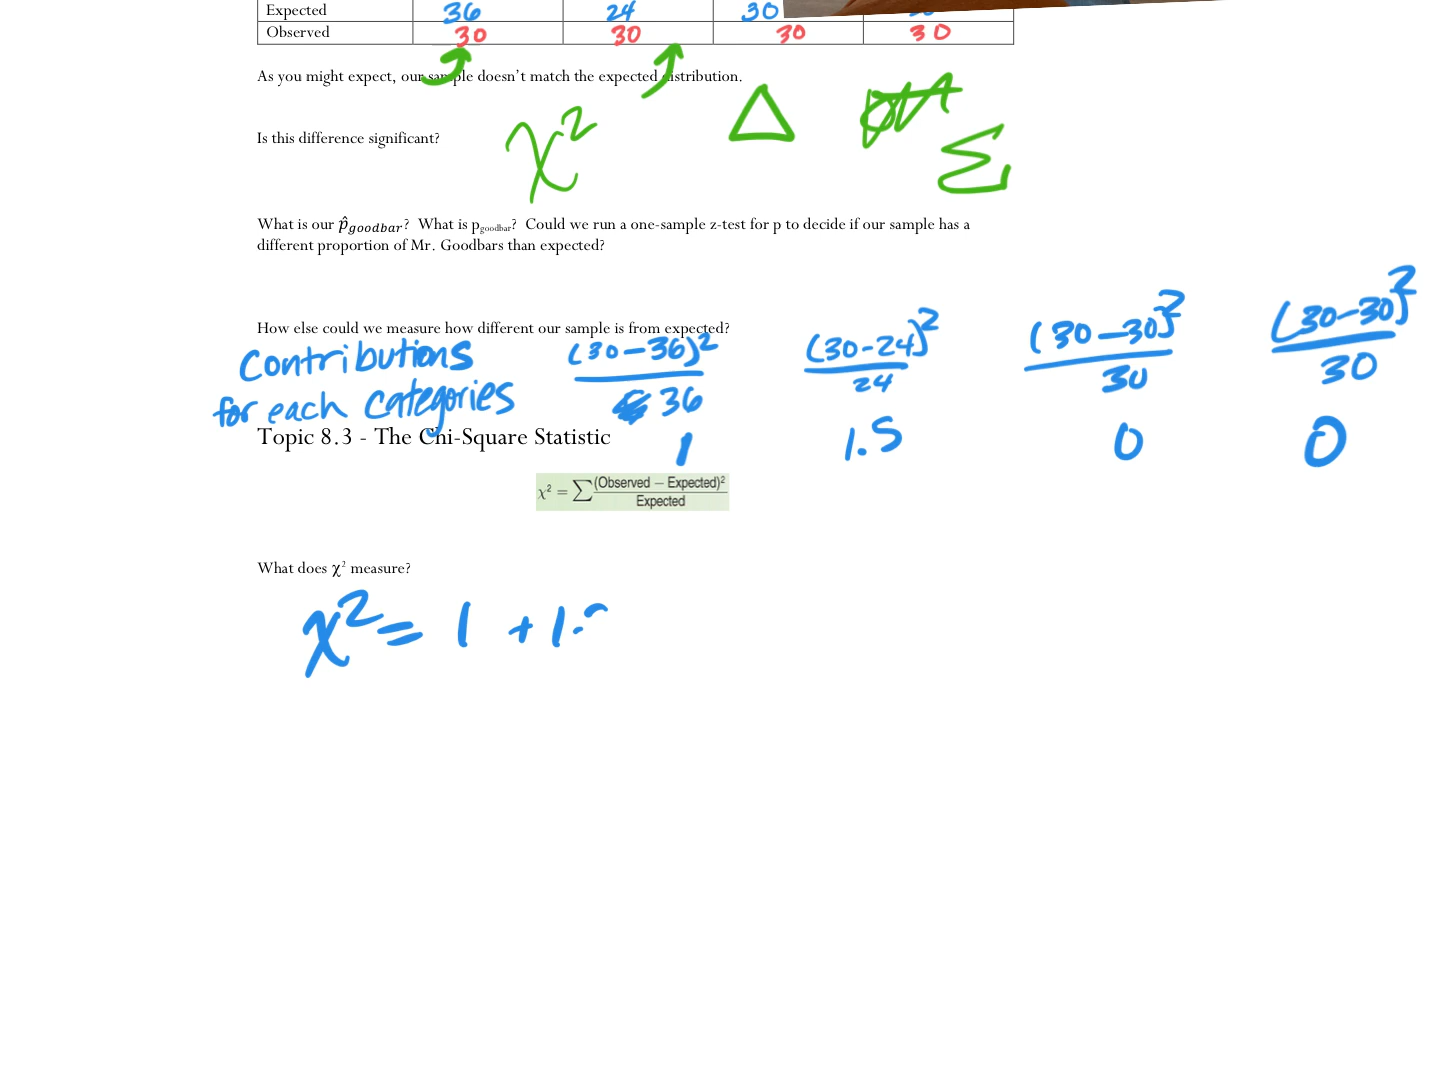 Expected 36 24 30
Observed 30 30 30 30
As you might expect, our sample doesn't match the expected distribution.
Is this difference significant? χ² Δ Σ
What is our p̂goodbar? What is pgoodbar? Could we run a one-sample z-test for p to decide if our sample has a
different proportion of Mr. Goodbars than expected?
How else could we measure how different our sample is from expected?
Contributions
for each categories
(30-36)²/36 (30-24)²/24 (30-30)²/30 (30-30)²/30
1 1.5 0 0
Topic 8.3 - The Chi-Square Statistic
χ² = ∑ (Observed – Expected)²/Expected
What does χ² measure?
χ² = 1 + 1.